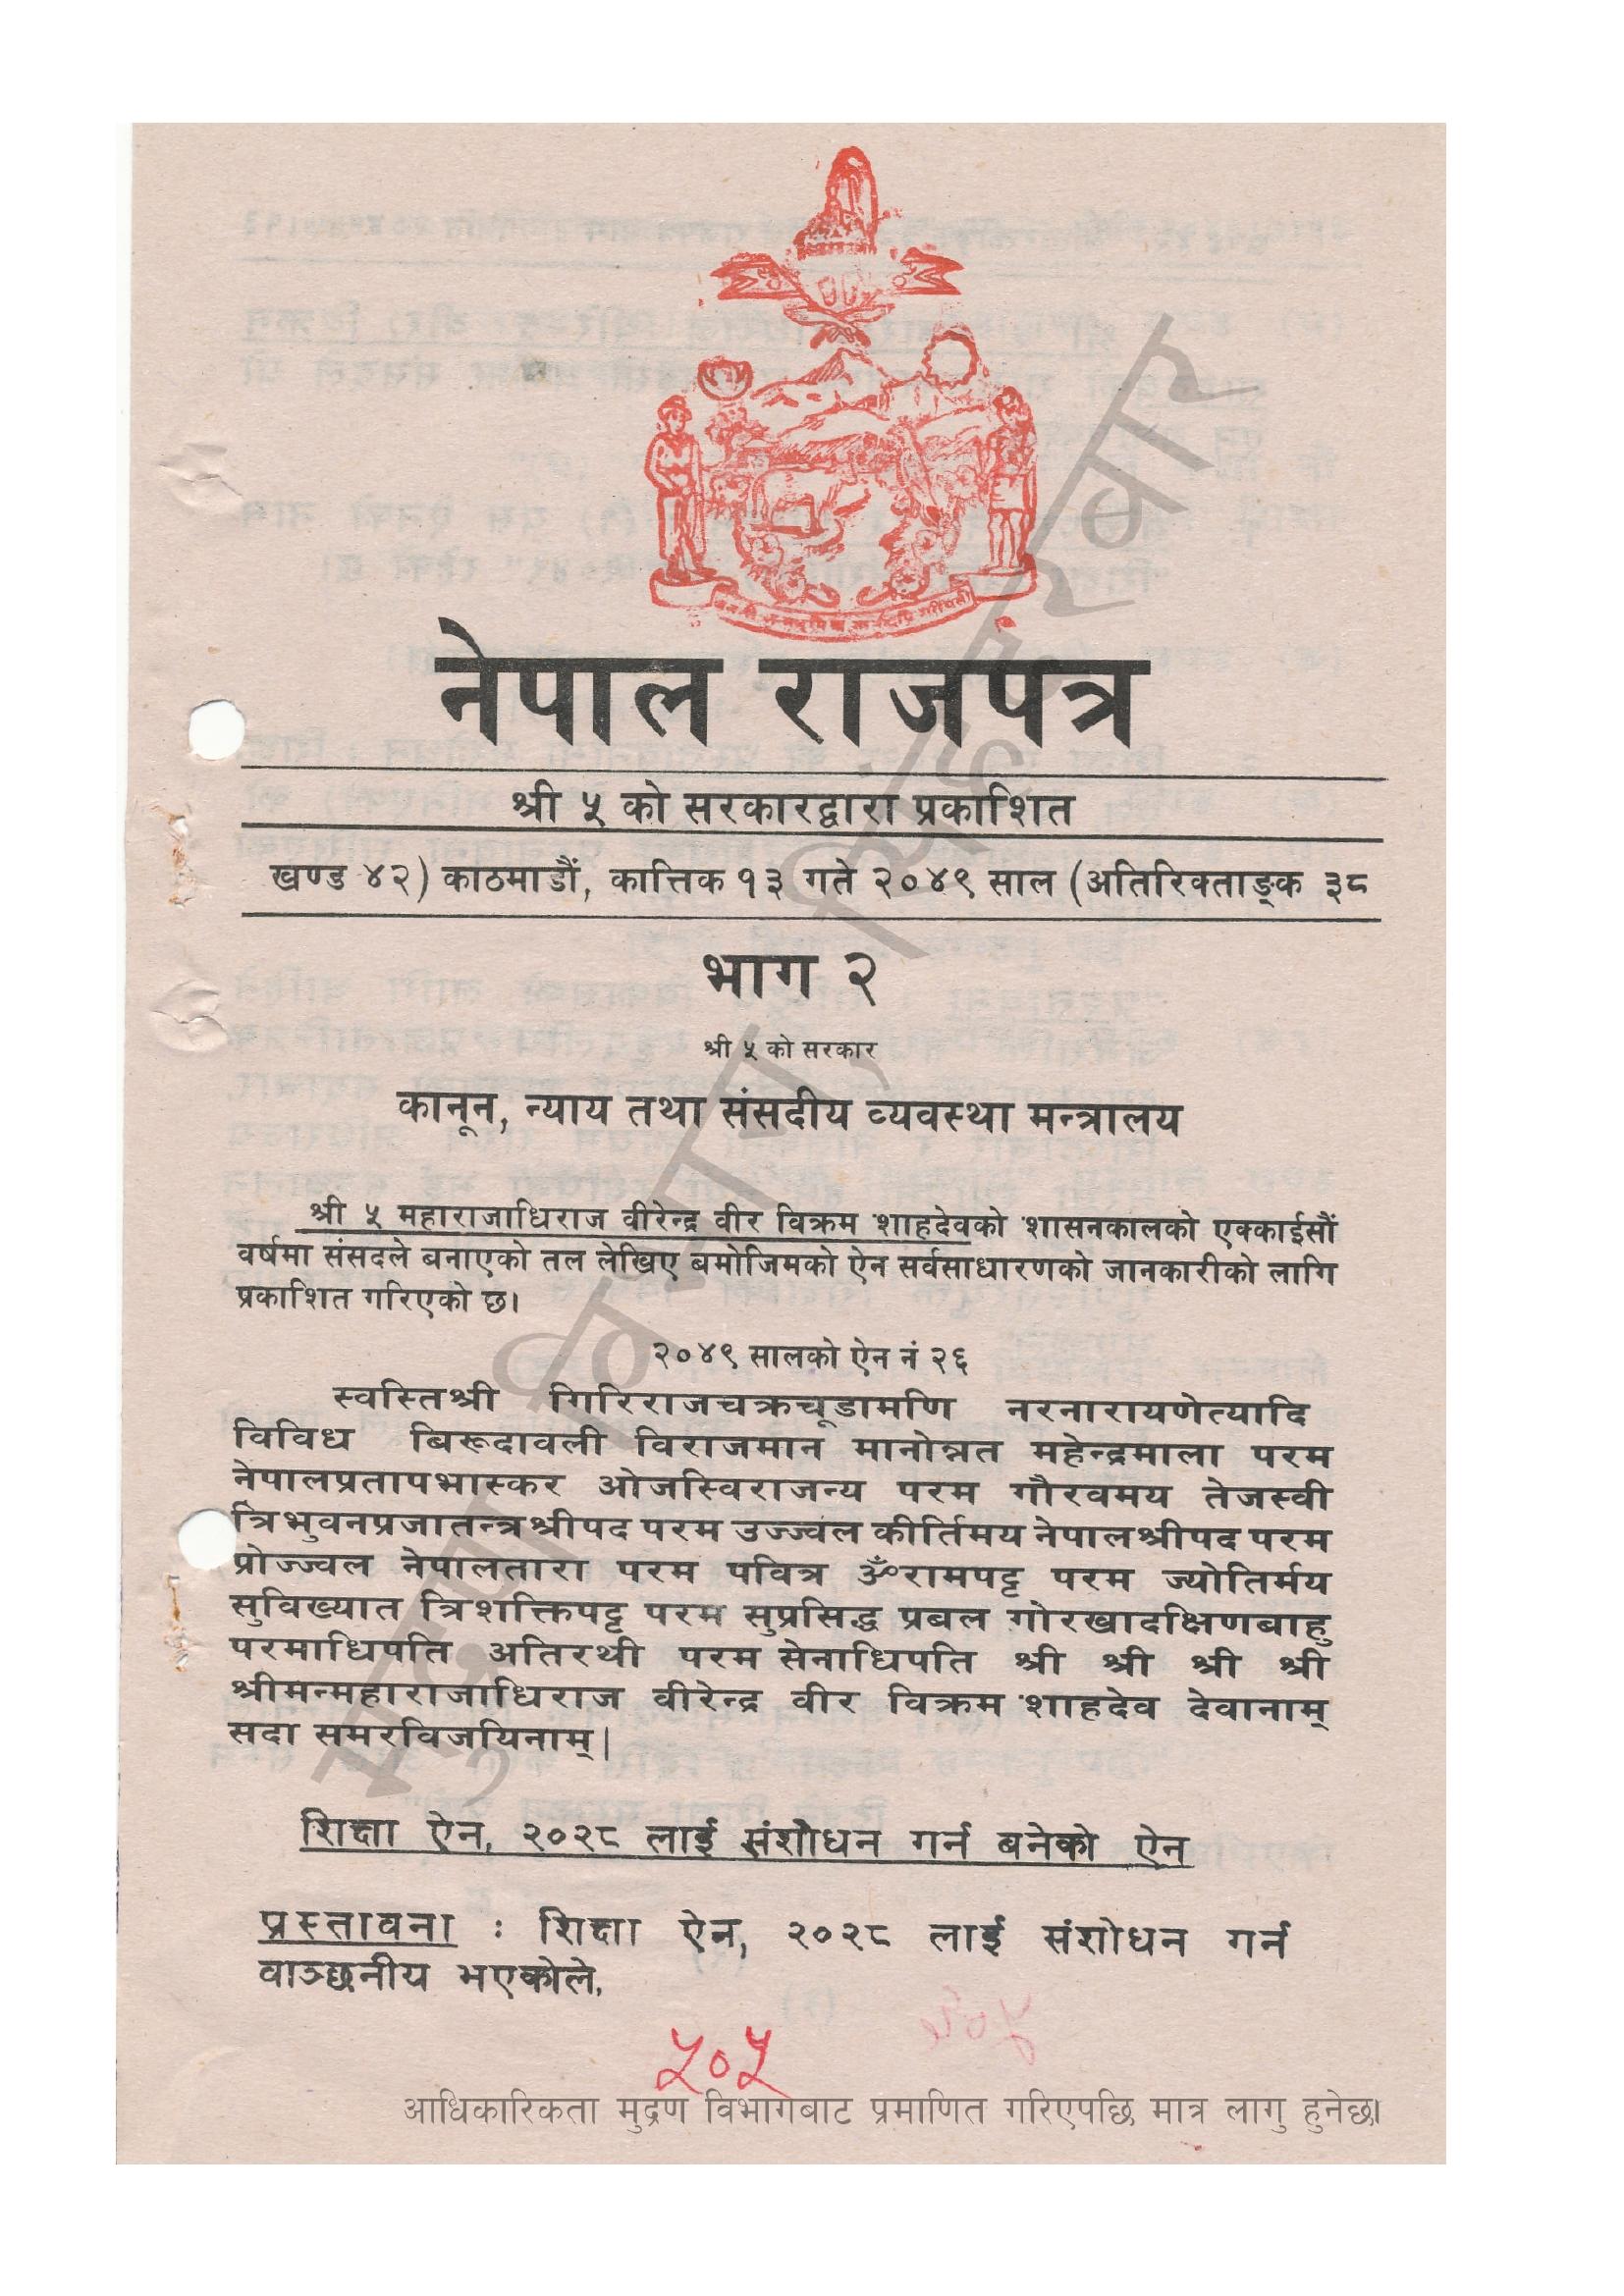 नेपाल राजपत्र
श्री ५ को सरकारद्वारा प्रकाशित
खण्ड ४२) काठमाडौं, कात्तिक १३ गते २०४९ साल (अतिरिक्ताङ्क ३८
भाग २
श्री ५ को सरकार
कानून, न्याय तथा संसदीय व्यवस्था मन्त्रालय
श्री ५ महाराजाधिराज वीरेन्द्र वीर विक्रम शाहदेवको शासनकालको एक्काईसौं
वर्षमा संसदले बनाएको तल लेखिए बमोजिमको ऐन सर्वसाधारणको जानकारीको लागि
प्रकाशित गरिएको छ।
२०४९ सालको ऐन नं २६
स्वस्तिश्री गिरिराजचक्रचूडामणि नरनारायणेत्यादि
विविध बिरूदावली विराजमान मानोन्नत महेन्द्रमाला परम
नेपालप्रतापभास्कर ओजस्विराजन्य परम गौरवमय तेजस्वी
त्रिभुवनप्रजातन्त्रश्रीपद परम उज्ज्वल कीर्तिमय नेपालश्रीपद परम
प्रोज्ज्वल नेपालतारा परम पवित्र ॐरामपट्ट परम ज्योतिर्मय
सुविख्यात त्रिशक्तिपट्ट परम सुप्रसिद्ध प्रबल गोरखादक्षिणबाहु
परमाधिपति अतिरथी परम सेनाधिपति श्री श्री श्री श्री
श्रीमन्महाराजाधिराज वीरेन्द्र वीर विक्रम शाहदेव देवानाम्
सदा समरविजयिनाम्।
शिक्षा ऐन, २०२८ लाई संशोधन गर्न बनेको ऐन
प्रस्तावना : शिक्षा ऐन, २०२८ लाई संशोधन गर्न
वाञ्छनीय भएकोले,
५०५
आधिकारिकता मुद्रण विभागबाट प्रमाणित गरिएपछि मात्र लागु हुनेछ।
मुद्रण विभाग, सिंहदरबार